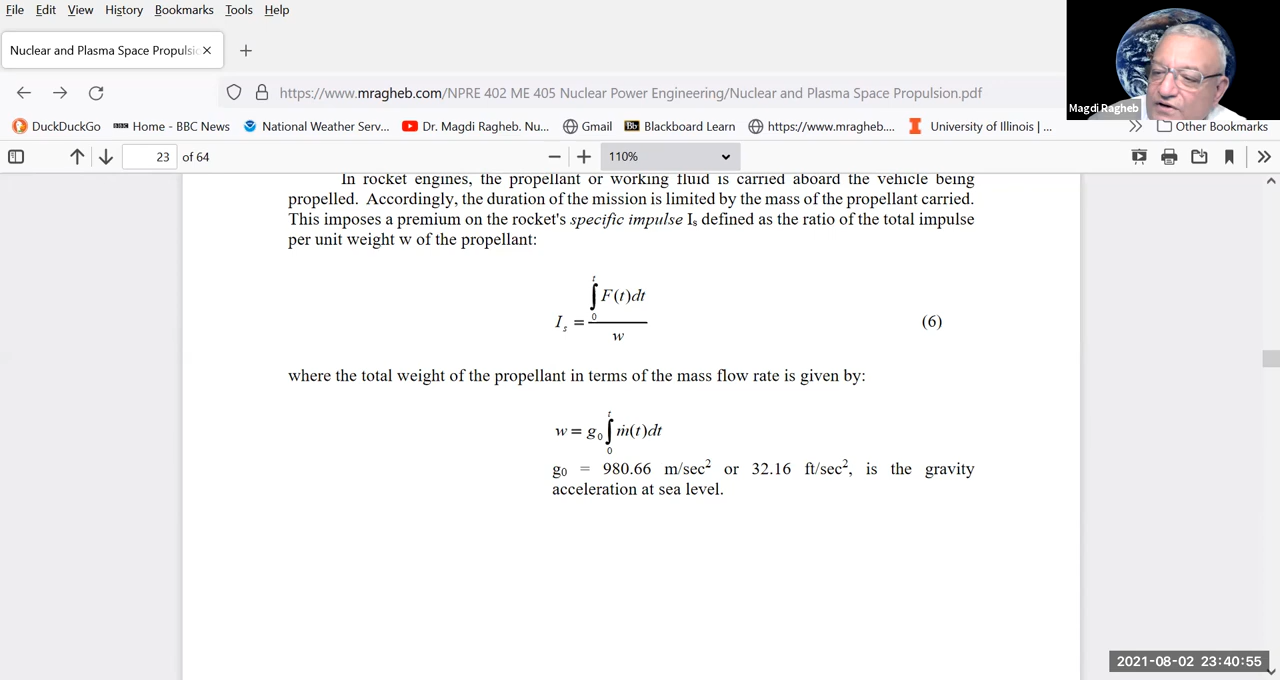 File Edit View History Bookmarks Tools Help
Nuclear and Plasma Space Propulsi
https://www.mragheb.com/NPRE 402 ME 405 Nuclear Power Engineering/Nuclear and Plasma Space Propulsion.pdf
Magdi Ragheb
DuckDuckGo BBC Home - BBC News National Weather Serv... Dr. Magdi Ragheb. Nu... Gmail Bb Blackboard Learn https://www.mragheb.... University of Illinois | ... Other Bookmarks
23 of 64 110%
In rocket engines, the propellant or working fluid is carried aboard the vehicle being
propelled. Accordingly, the duration of the mission is limited by the mass of the propellant carried.
This imposes a premium on the rocket's specific impulse Iₛ defined as the ratio of the total impulse
per unit weight w of the propellant:
Iₛ = ∫₀ᵗ F(t)dt / w (6)
where the total weight of the propellant in terms of the mass flow rate is given by:
w = g₀ ∫₀ᵗ ṁ(t)dt
g₀ = 980.66 m/sec² or 32.16 ft/sec², is the gravity
acceleration at sea level.
2021-08-02 23:40:55